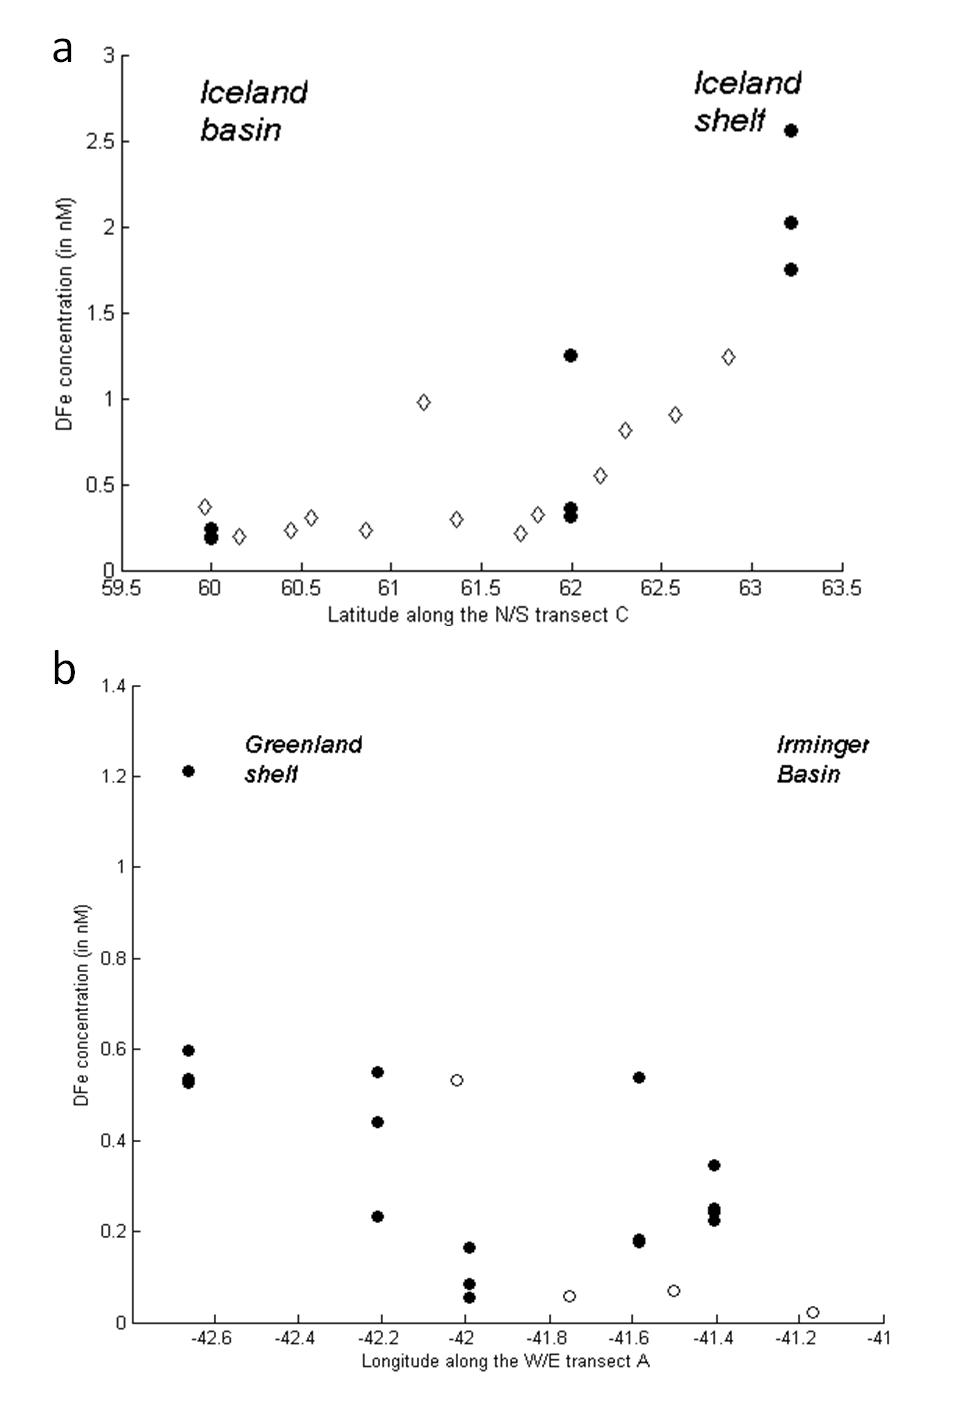 a
3
Iceland
basin
Iceland
shelf
2.5
2
1.5
1
0.5
0
DFe concentration (in nM)
59.5 60 60.5 61 61.5 62 62.5 63 63.5
Latitude along the N/S transect C
b
1.4
Greenland
shelf
Irminger
Basin
1.2
1
0.8
0.6
0.4
0.2
0
DFe concentration (in nM)
-42.6 -42.4 -42.2 -42 -41.8 -41.6 -41.4 -41.2 -41
Longitude along the W/E transect A